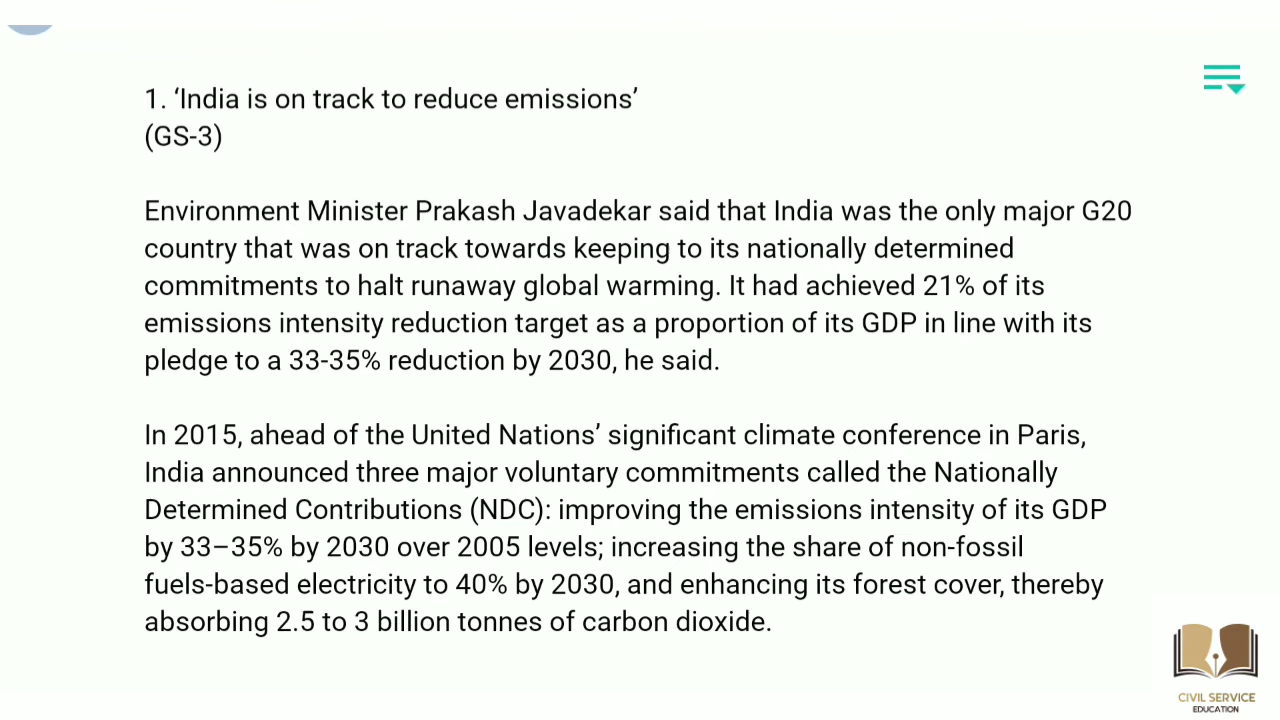 1. ‘India is on track to reduce emissions’
(GS-3)
Environment Minister Prakash Javadekar said that India was the only major G20
country that was on track towards keeping to its nationally determined
commitments to halt runaway global warming. It had achieved 21% of its
emissions intensity reduction target as a proportion of its GDP in line with its
pledge to a 33-35% reduction by 2030, he said.
In 2015, ahead of the United Nations’ significant climate conference in Paris,
India announced three major voluntary commitments called the Nationally
Determined Contributions (NDC): improving the emissions intensity of its GDP
by 33–35% by 2030 over 2005 levels; increasing the share of non-fossil
fuels-based electricity to 40% by 2030, and enhancing its forest cover, thereby
absorbing 2.5 to 3 billion tonnes of carbon dioxide.
CIVIL SERVICE
EDUCATION